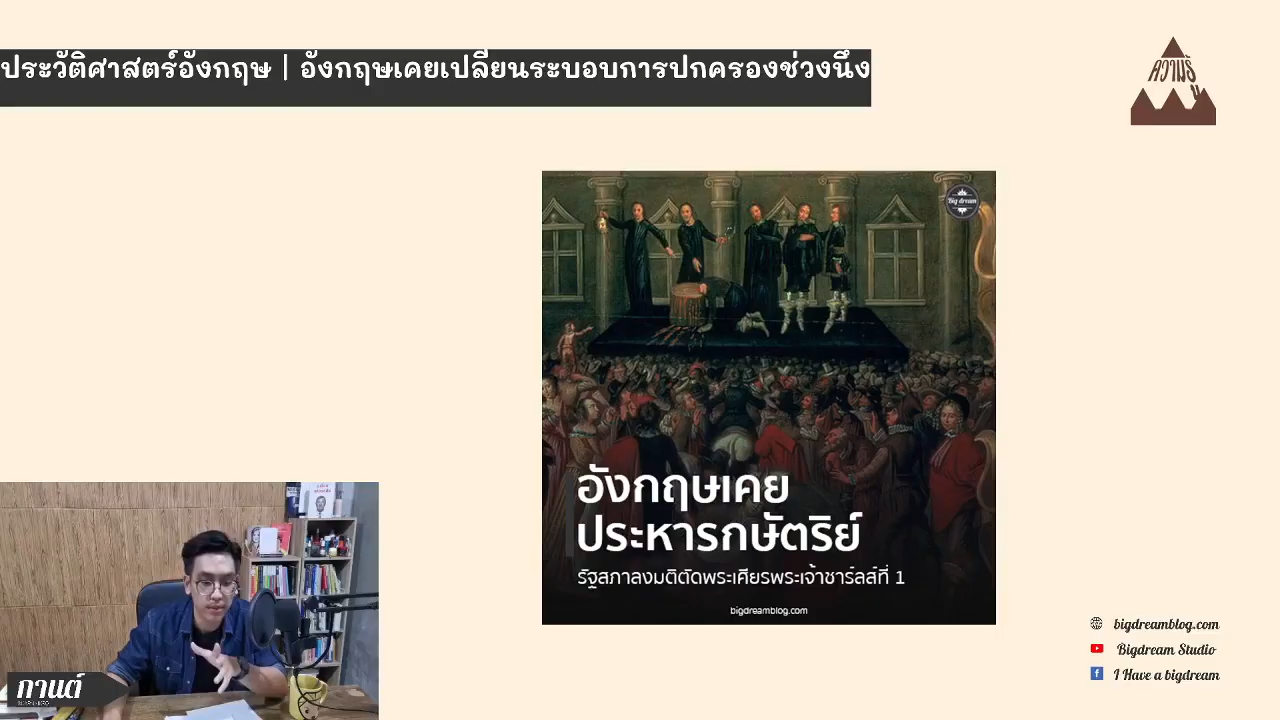 ประวัติศาสตร์อังกฤษ | อังกฤษเคยเปลี่ยนระบอบการปกครองช่วงนึง
ความรู้
Big dream
อังกฤษเคย
ประหารกษัตริย์
รัฐสภาลงมติตัดพระเศียรพระเจ้าชาร์ลส์ที่ 1
bigdreamblog.com
bigdreamblog.com
Bigdream Studio
I Have a bigdream
กานต์